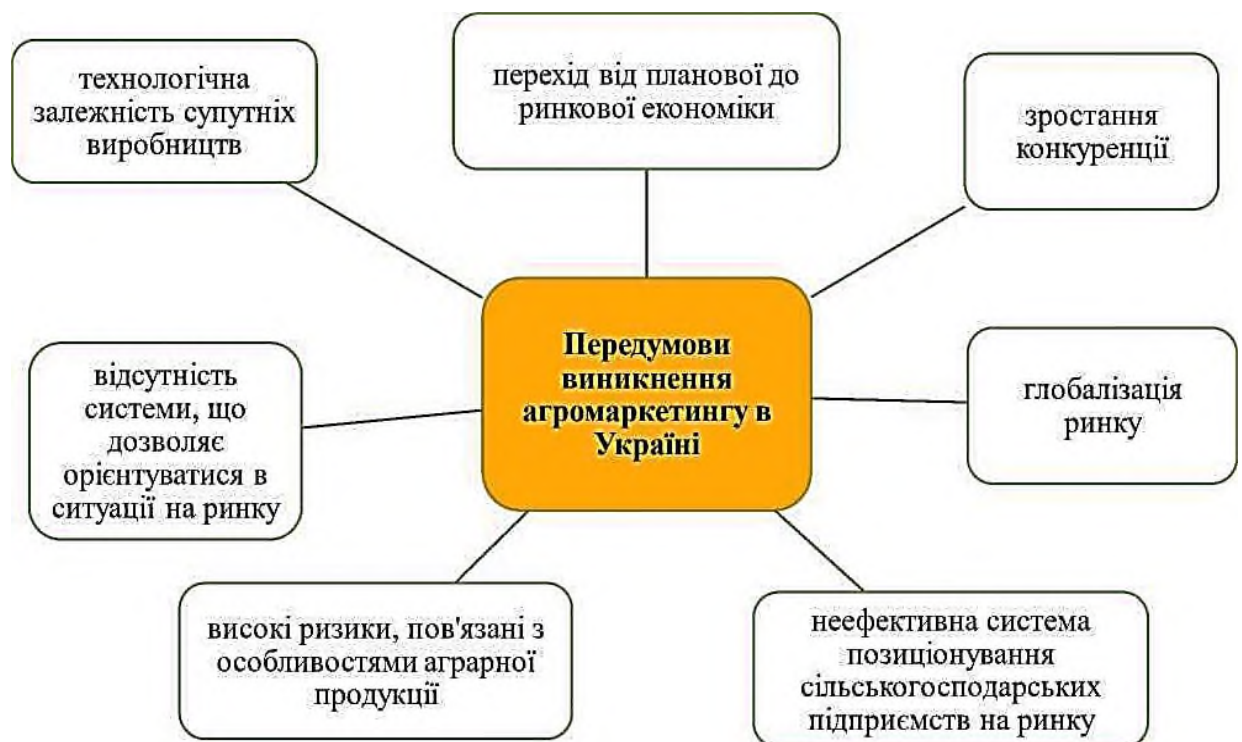 технологічна
залежність супутніх
виробництв
перехід від планової до
ринкової економіки
зростання
конкуренції
Передумови
виникнення
агромаркетингу в
Україні
відсутність
системи, що
дозволяє
орієнтуватися в
ситуації на ринку
глобалізація
ринку
високі ризики, пов'язані з
особливостями аграрної
продукції
неефективна система
позиціонування
сільськогосподарських
підприємств на ринку